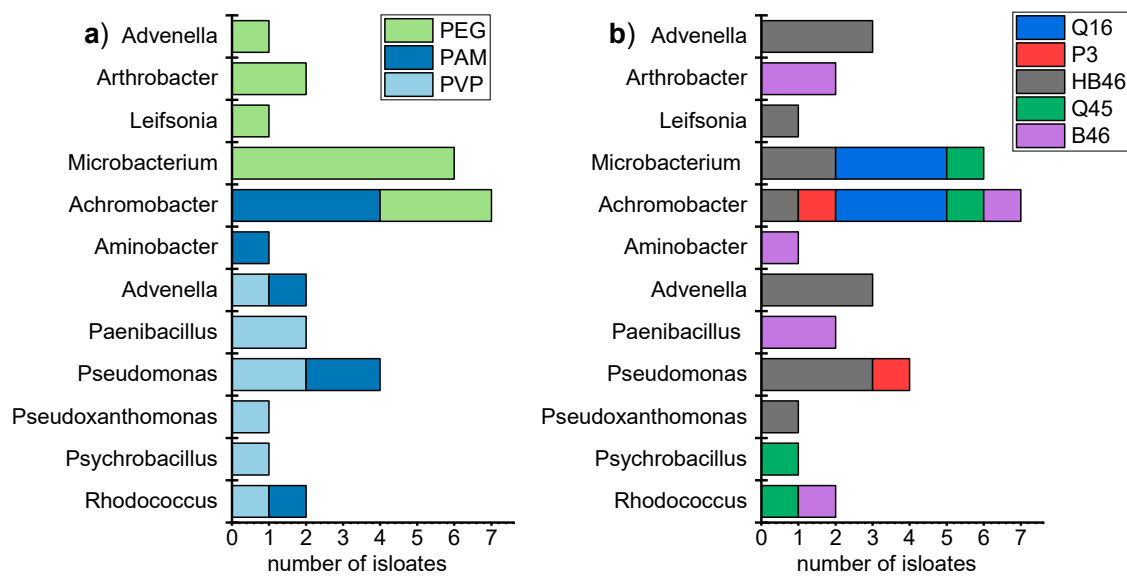 a) Advenella
Arthrobacter
Leifsonia
Microbacterium
Achromobacter
Aminobacter
Advenella
Paenibacillus
Pseudomonas
Pseudoxanthomonas
Psychrobacillus
Rhodococcus
0 1 2 3 4 5 6 7
number of isloates
PEG
PAM
PVP
b) Advenella
Arthrobacter
Leifsonia
Microbacterium
Achromobacter
Aminobacter
Advenella
Paenibacillus
Pseudomonas
Pseudoxanthomonas
Psychrobacillus
Rhodococcus
0 1 2 3 4 5 6 7
number of isloates
Q16
P3
HB46
Q45
B46